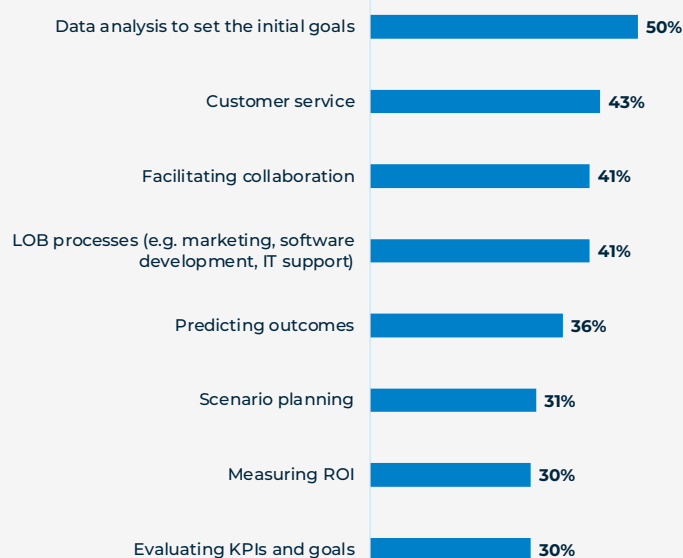 Data analysis to set the initial goals 50%
Customer service 43%
Facilitating collaboration 41%
LOB processes (e.g. marketing, software
development, IT support) 41%
Predicting outcomes 36%
Scenario planning 31%
Measuring ROI 30%
Evaluating KPIs and goals 30%